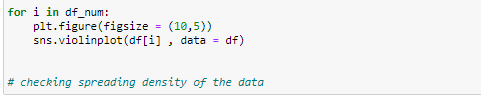 for i in df_num:
    plt.figure(figsize = (10,5))
    sns.violinplot(df[i] , data = df)
# checking spreading density of the data